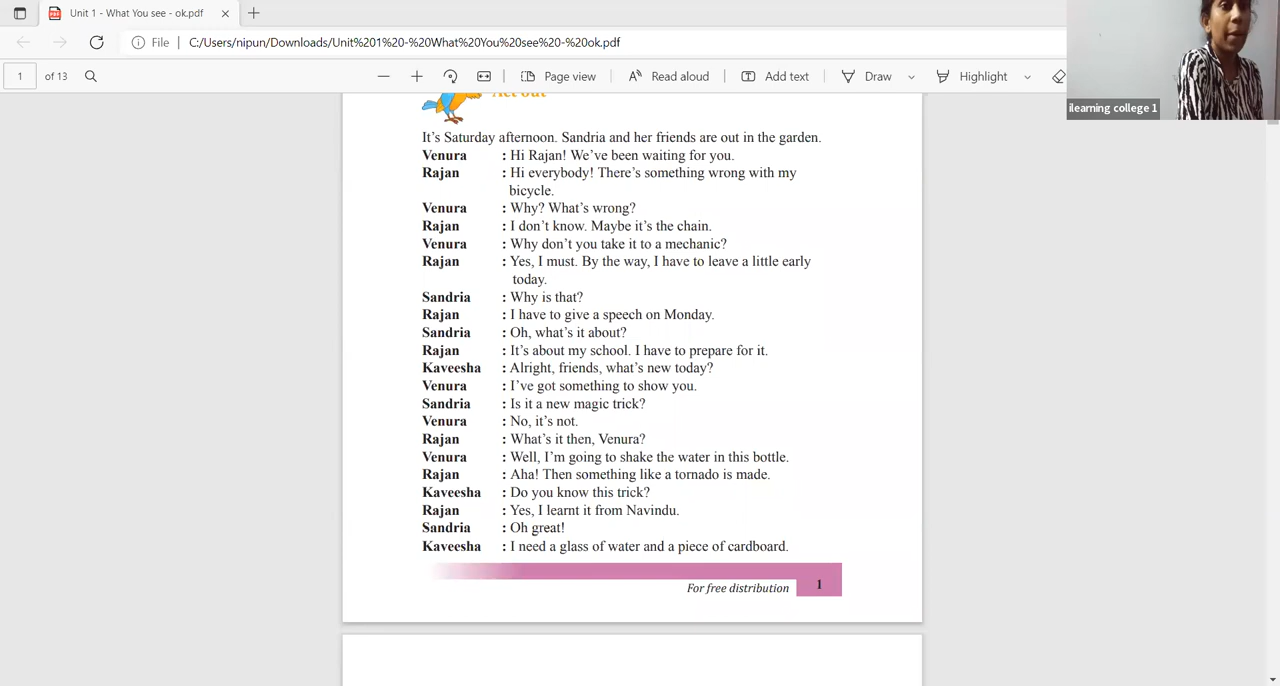 Unit 1 - What You see - ok.pdf
File C:/Users/nipun/Downloads/Unit%201%20-%20What%20You%20see%20-%20ok.pdf
1 of 13 Page view Read aloud Add text Draw Highlight
ilearning college 1
Act out
It's Saturday afternoon. Sandria and her friends are out in the garden.
Venura : Hi Rajan! We've been waiting for you.
Rajan : Hi everybody! There's something wrong with my
bicycle.
Venura : Why? What's wrong?
Rajan : I don't know. Maybe it's the chain.
Venura : Why don't you take it to a mechanic?
Rajan : Yes, I must. By the way, I have to leave a little early
today.
Sandria : Why is that?
Rajan : I have to give a speech on Monday.
Sandria : Oh, what's it about?
Rajan : It's about my school. I have to prepare for it.
Kaveesha : Alright, friends, what's new today?
Venura : I've got something to show you.
Sandria : Is it a new magic trick?
Venura : No, it's not.
Rajan : What's it then, Venura?
Venura : Well, I'm going to shake the water in this bottle.
Rajan : Aha! Then something like a tornado is made.
Kaveesha : Do you know this trick?
Rajan : Yes, I learnt it from Navindu.
Sandria : Oh great!
Kaveesha : I need a glass of water and a piece of cardboard.
For free distribution 1